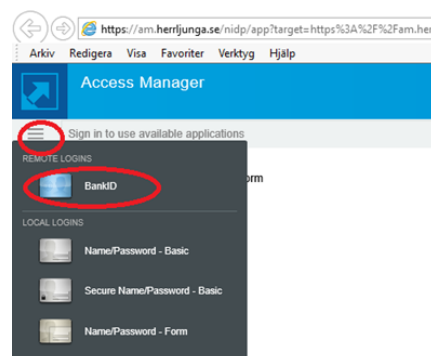 https://am.herrljunga.se/nidp/app?target=https%3A%2F%2Fam.her
Arkiv Redigera Visa Favoriter Verktyg Hjälp
Access Manager
Sign in to use available applications
REMOTE LOGINS
BankID
orm
LOCAL LOGINS
Name/Password - Basic
Secure Name/Password - Basic
Name/Password - Form